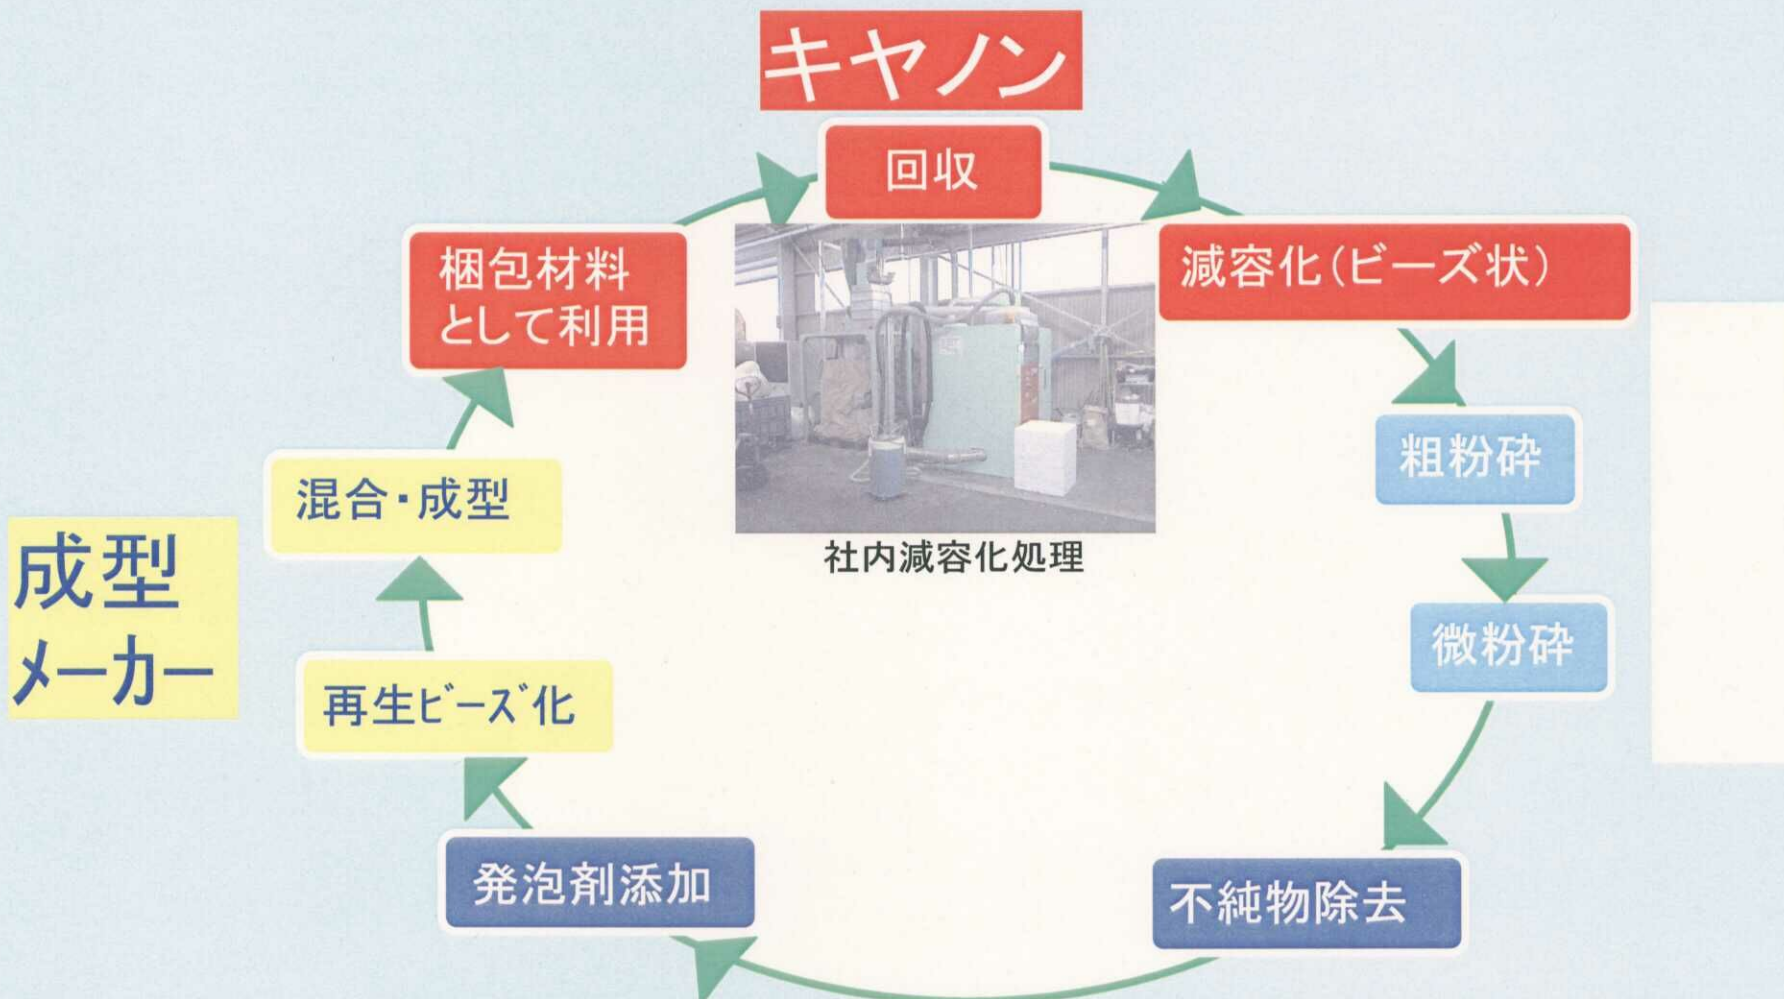 キヤノン
回収
減容化(ビーズ状)
粗粉砕
微粉砕
不純物除去
発泡剤添加
再生ﾋﾞｰｽﾞ化
混合・成型
梱包材料
として利用
社内減容化処理
成型
ﾒｰｶｰ